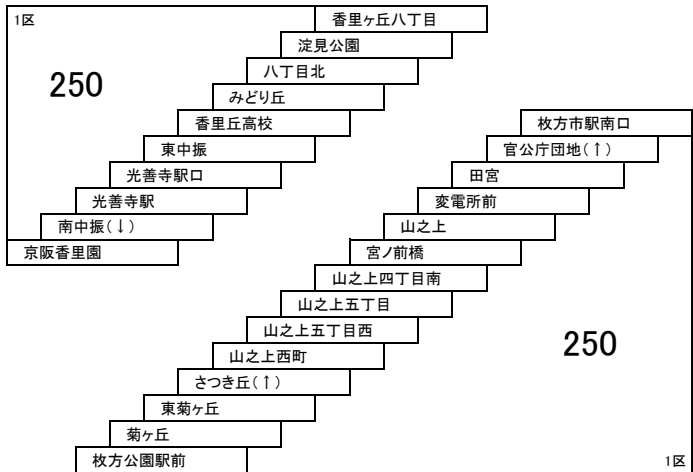 1区
香里ヶ丘八丁目
淀見公園
250
八丁目北
みどり丘
香里丘高校
東中振
光善寺駅口
光善寺駅
南中振(↓)
京阪香里園
枚方市駅南口
官公庁団地(↑)
田宮
変電所前
山之上
宮ノ前橋
山之上四丁目南
山之上五丁目
山之上五丁目西
250
山之上西町
さつき丘(↑)
東菊ヶ丘
菊ヶ丘
枚方公園駅前
1区